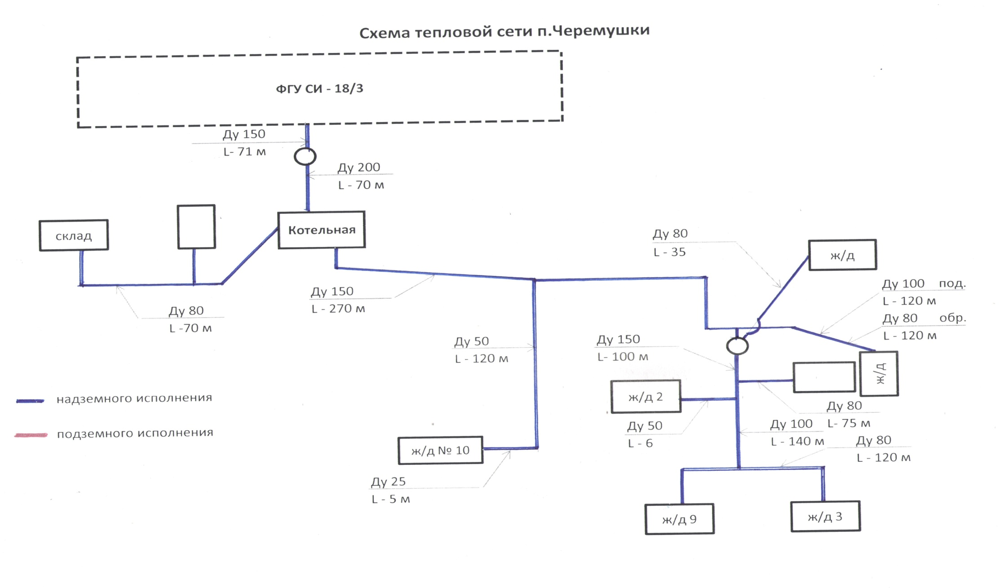 Схема тепловой сети п.Черемушки
ФГУ СИ - 18/3
Ду 150
L- 71 м
Ду 200
L - 70 м
склад
Котельная
Ду 80
L -70 м
Ду 150
L - 270 м
Ду 50
L - 120 м
ж/д № 10
Ду 25
L - 5 м
Ду 80
L - 35
ж/д
Ду 100 под.
L - 120 м
Ду 80 обр.
L - 120 м
ж/д
Ду 150
L- 100 м
ж/д 2
Ду 50
L - 6
Ду 80
L- 75 м
Ду 100
L - 140 м
Ду 80
L - 120 м
ж/д 9
ж/д 3
надземного исполнения
подземного исполнения